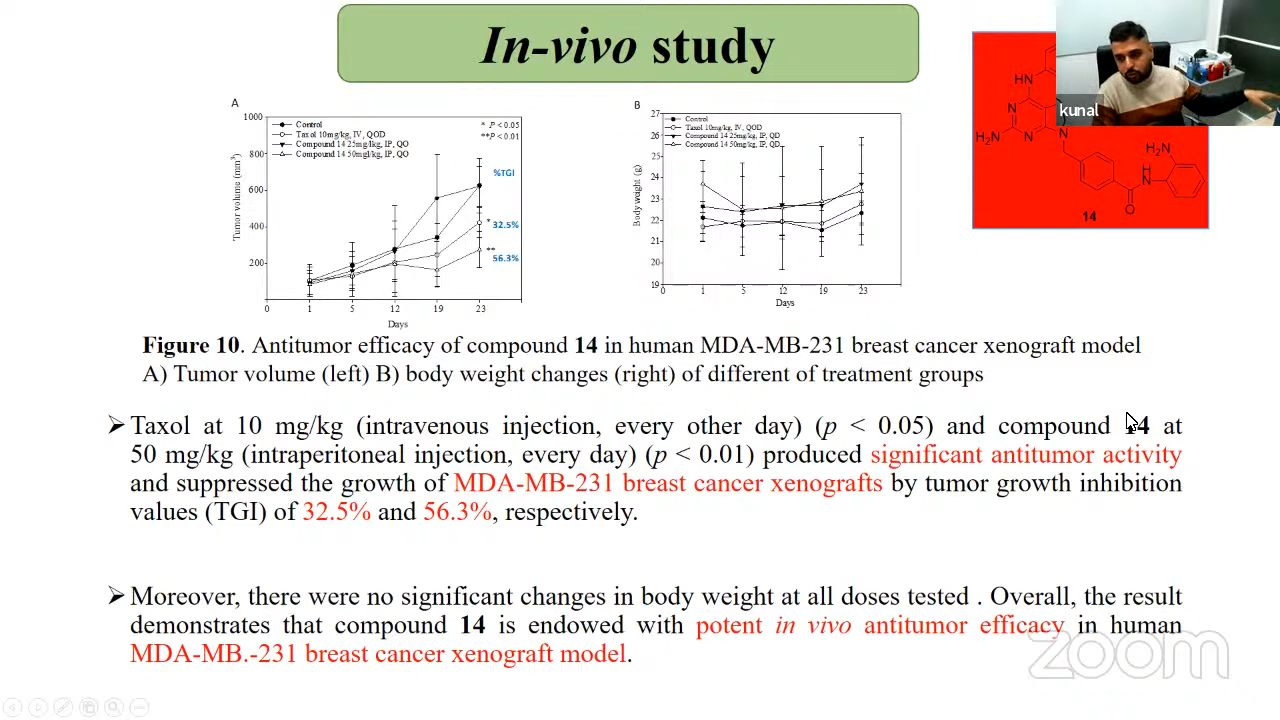 In-vivo study
A
1000
800
600
400
200
0
1
5
12
19
23
Days
Tumor volume (mm³)
Control
Taxol 10mg/kg, IV, QOD
Compound 14 25mg/1kg, IP, QO
Compound 14 50mgl/kg, IP, QO
* P < 0.05
**P < 0.01
%TGI
* 32.5%
** 56.3%
B
27
26
25
24
23
22
21
20
19
0
1
5
12
19
23
Days
Body weight (g)
Control
Taxol 10mg/kg, IV, QOD
Compound 14 25mg/kg, IP, QD
Compound 14 50mg/kg, IP, QD
kunal
HN
N
H₂N
N
N
N
H₂N
H
N
O
14
Figure 10. Antitumor efficacy of compound 14 in human MDA-MB-231 breast cancer xenograft model
A) Tumor volume (left) B) body weight changes (right) of different of treatment groups
Taxol at 10 mg/kg (intravenous injection, every other day) (p < 0.05) and compound 14 at
50 mg/kg (intraperitoneal injection, every day) (p < 0.01) produced significant antitumor activity
and suppressed the growth of MDA-MB-231 breast cancer xenografts by tumor growth inhibition
values (TGI) of 32.5% and 56.3%, respectively.
Moreover, there were no significant changes in body weight at all doses tested . Overall, the result
demonstrates that compound 14 is endowed with potent in vivo antitumor efficacy in human
MDA-MB.-231 breast cancer xenograft model.
zoom